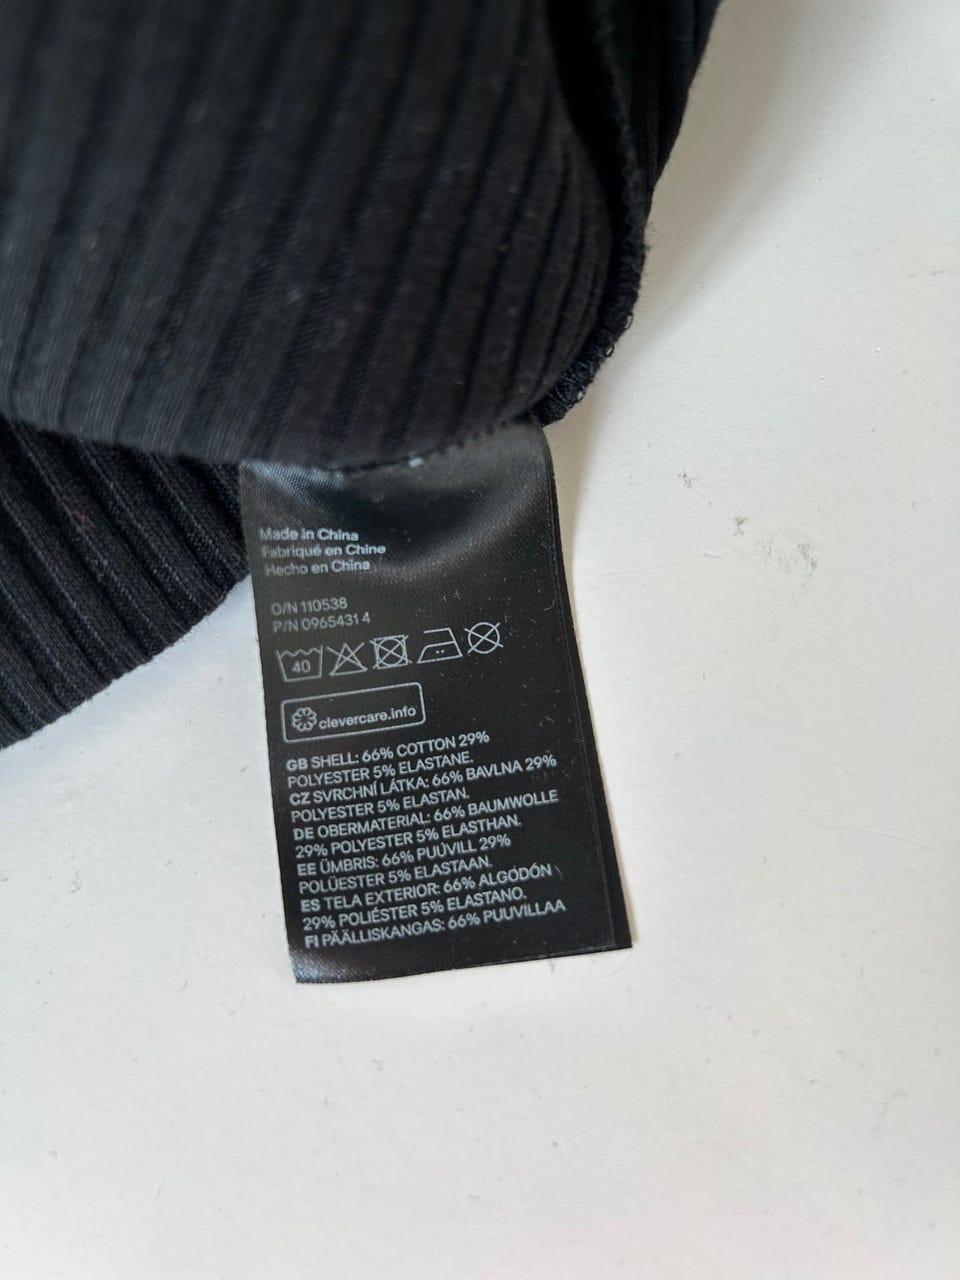 Made in China
Fabriqué en Chine
Hecho en China
O/N 110538
P/N 0965431 4
40
clevercare.info
GB SHELL: 66% COTTON 29%
POLYESTER 5% ELASTANE.
CZ SVRCHNÍ LÁTKA: 66% BAVLNA 29%
POLYESTER 5% ELASTAN.
DE OBERMATERIAL: 66% BAUMWOLLE
29% POLYESTER 5% ELASTHAN.
EE ÜMBRIS: 66% PUUVILL 29%
POLÜESTER 5% ELASTAAN.
ES TELA EXTERIOR: 66% ALGODÓN
29% POLIÉSTER 5% ELASTANO.
FI PÄÄLLISKANGAS: 66% PUUVILLAA